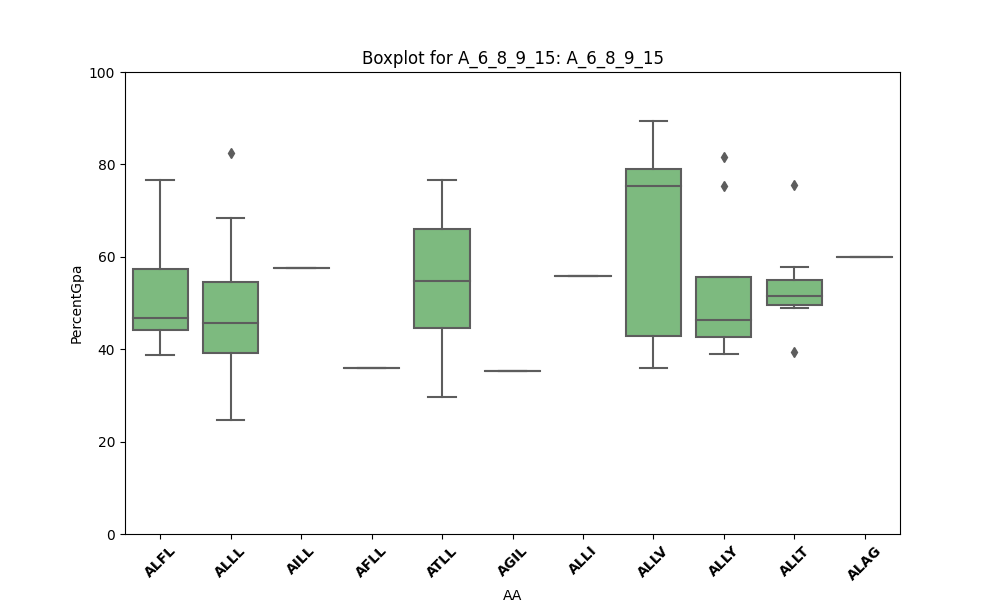 Boxplot for A_6_8_9_15: A_6_8_9_15
100
80
60
40
20
0
PercentGpa
ALFL
ALLL
AILL
AFLL
ATLL
AGIL
ALLI
ALLV
ALLY
ALLT
ALAG
AA